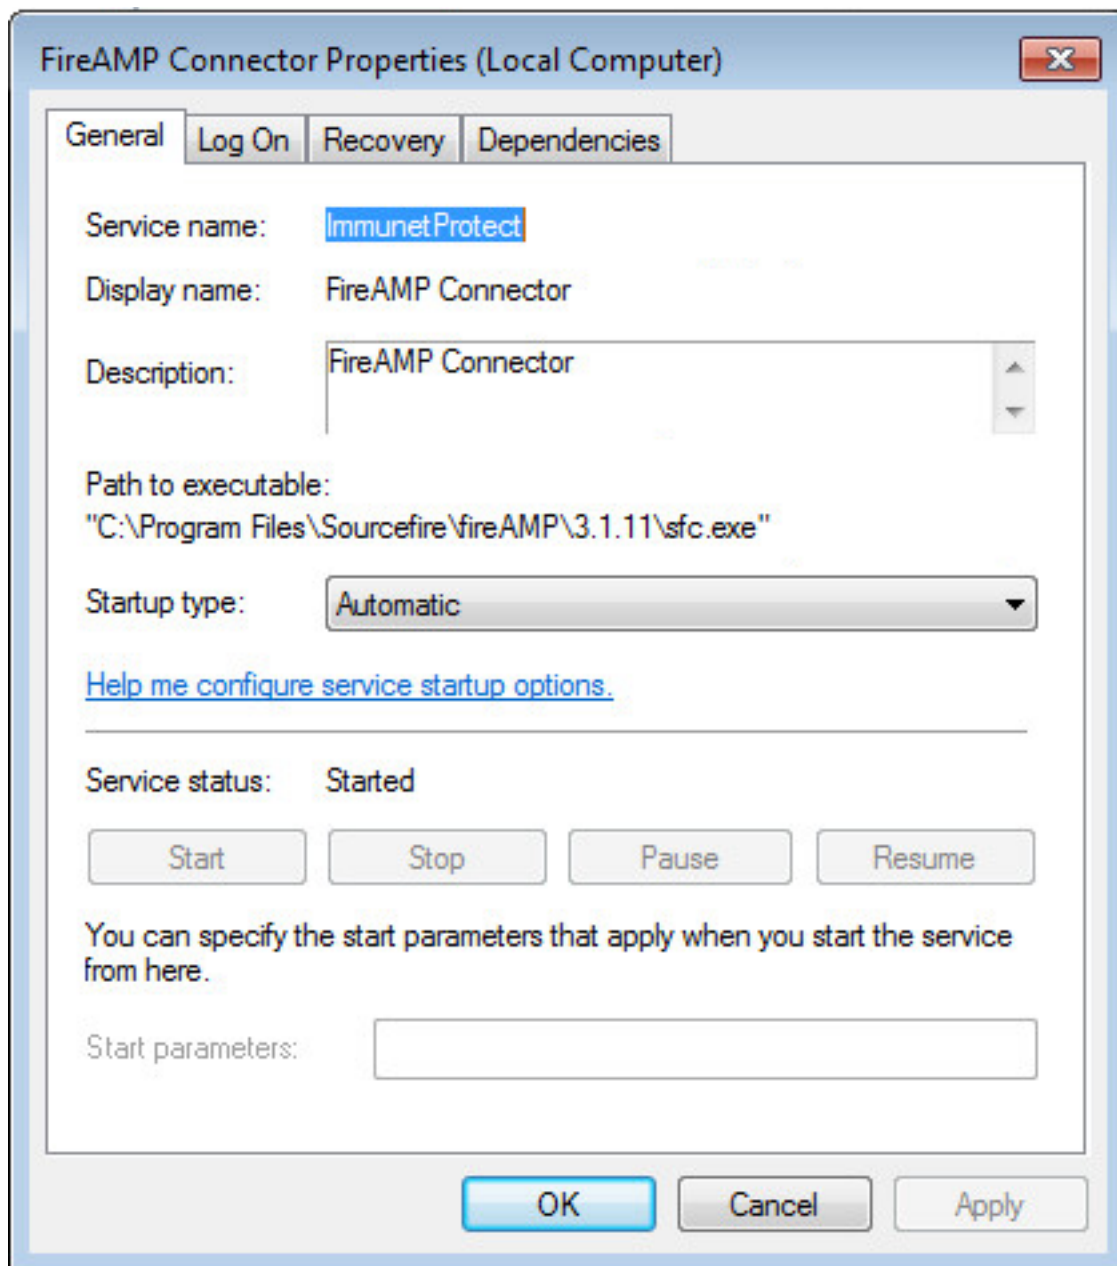 FireAMP Connector Properties (Local Computer)
General Log On Recovery Dependencies
Service name: ImmunetProtect
Display name: FireAMP Connector
Description: FireAMP Connector
Path to executable:
"C:\Program Files\Sourcefire\fireAMP\3.1.11\sfc.exe"
Startup type: Automatic
Help me configure service startup options.
Service status: Started
Start Stop Pause Resume
You can specify the start parameters that apply when you start the service
from here.
Start parameters:
OK Cancel Apply